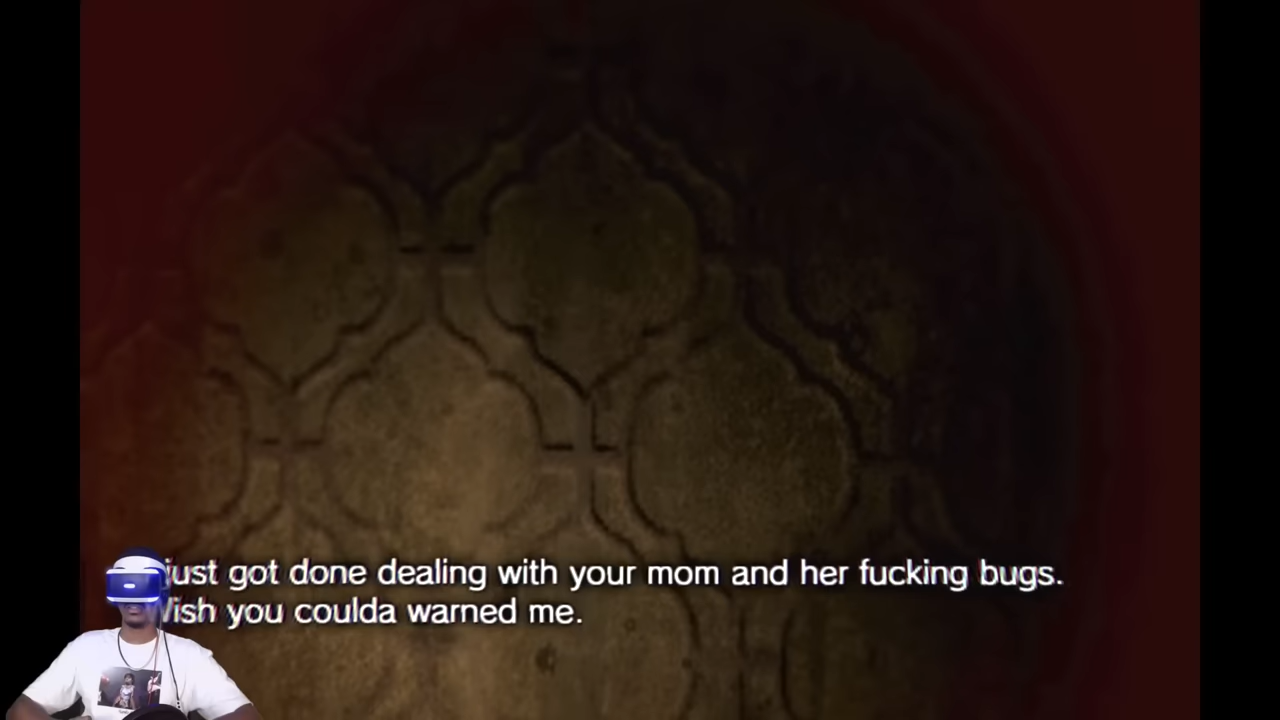 just got done dealing with your mom and her fucking bugs.
Wish you coulda warned me.